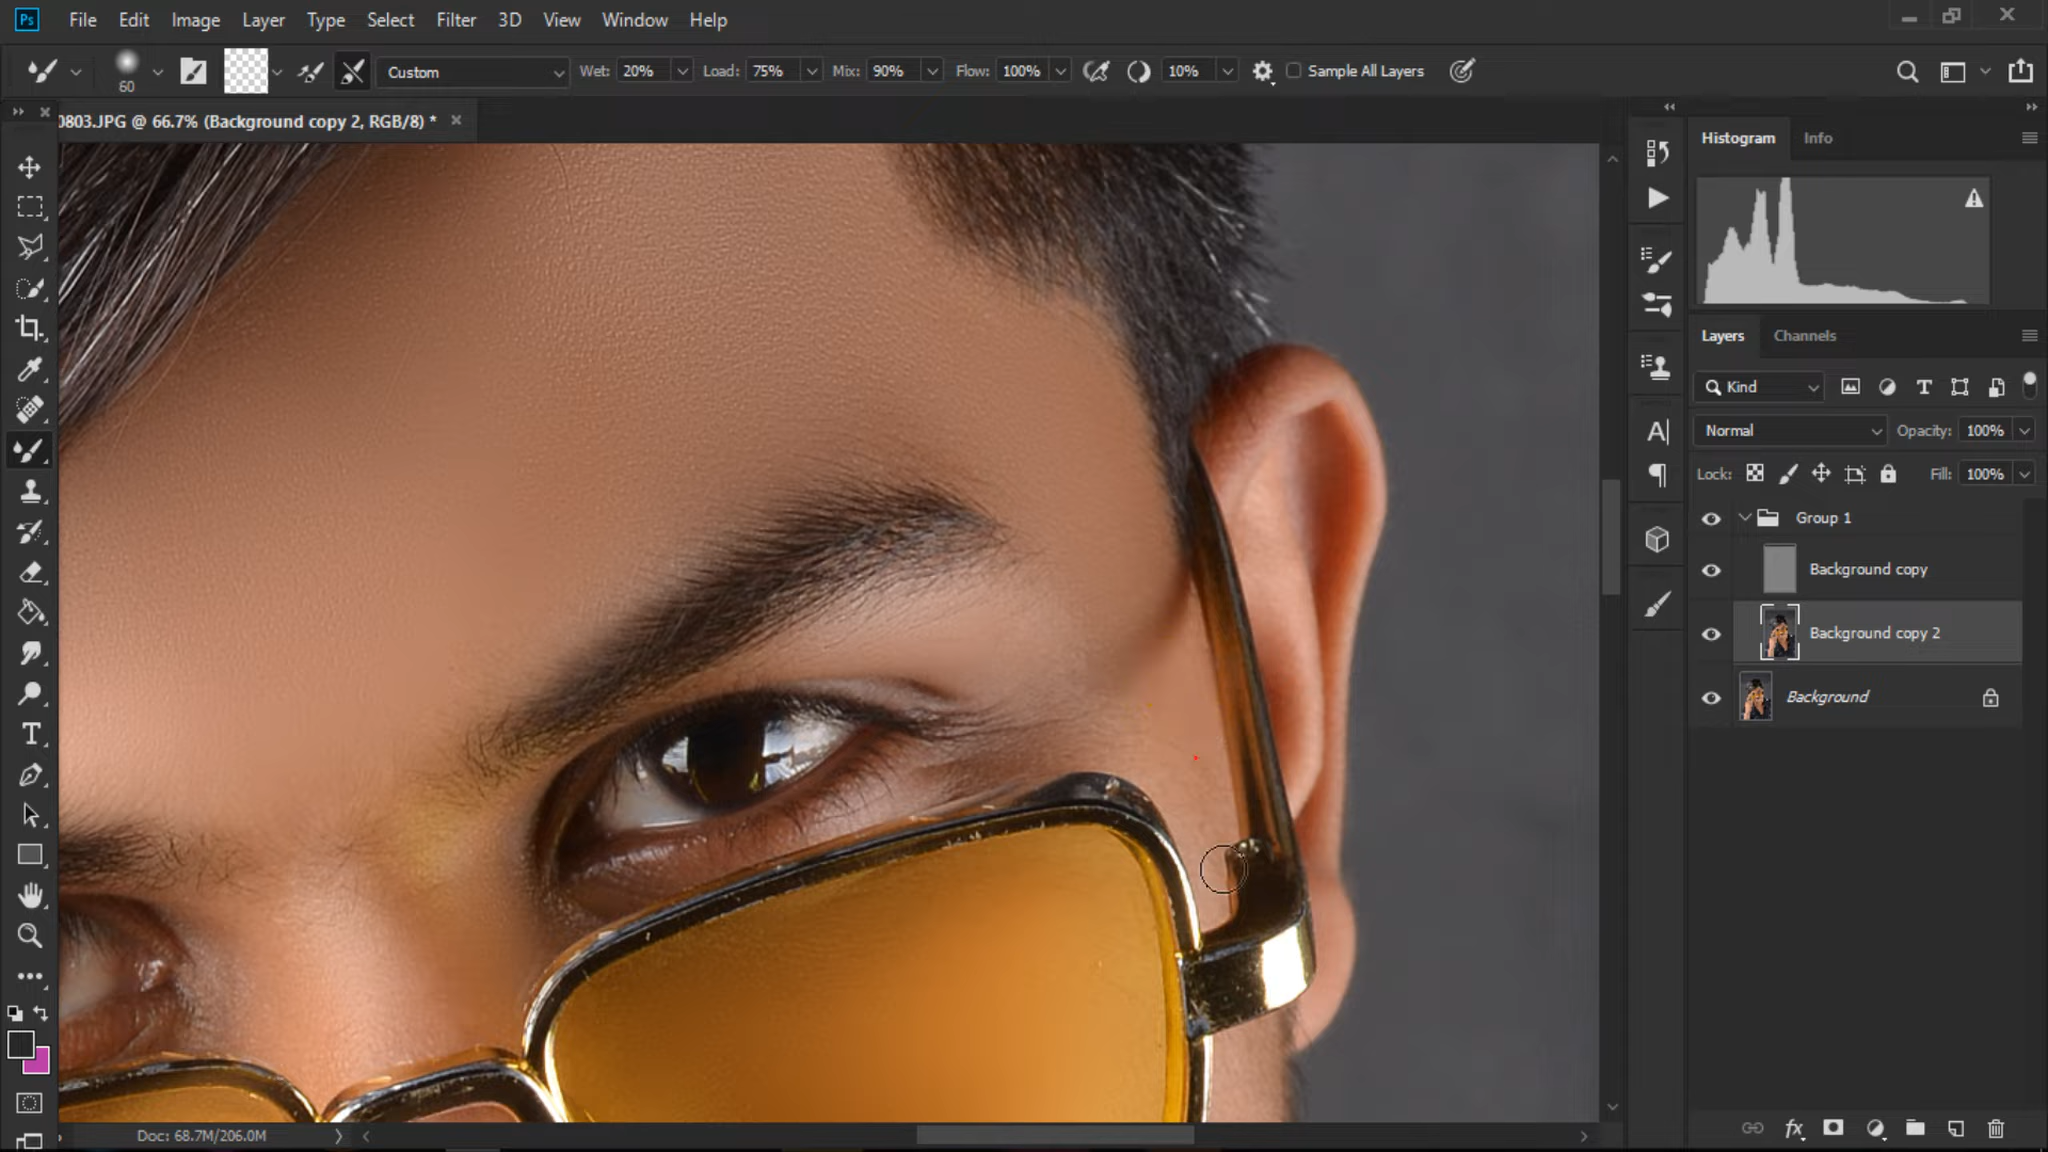 Ps File Edit Image Layer Type Select Filter 3D View Window Help
60 Custom Wet: 20% Load: 75% Mix: 90% Flow: 100% 10% Sample All Layers
0803.JPG @ 66.7% (Background copy 2, RGB/8) *
Histogram Info
Layers Channels
Kind
Normal Opacity: 100%
Lock: Fill: 100%
Group 1
Background copy
Background copy 2
Background
Doc: 68.7M/206.0M